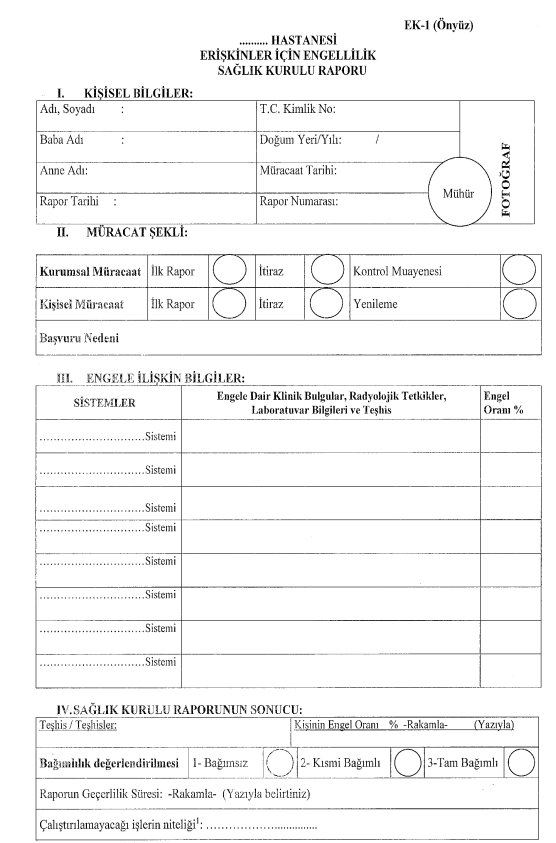 EK-1 (Önyüz)
.......... HASTANESİ
ERİŞKİNLER İÇİN ENGELLİLİK
SAĞLIK KURULU RAPORU
I. KİŞİSEL BİLGİLER:
Adı, Soyadı : T.C. Kimlik No:
Baba Adı : Doğum Yeri/Yılı: /
Anne Adı: Müracaat Tarihi:
Rapor Tarihi : Rapor Numarası:
Mühür
FOTOĞRAF
II. MÜRACAT ŞEKLİ:
Kurumsal Müracaat İlk Rapor İtiraz Kontrol Muayenesi
Kişisel Müracaat İlk Rapor İtiraz Yenileme
Başvuru Nedeni
III. ENGELE İLİŞKİN BİLGİLER:
SİSTEMLER Engele Dair Klinik Bulgular, Radyolojik Tetkikler, Laboratuvar Bilgileri ve Teşhis Engel Oranı %
...............................Sistemi
...............................Sistemi
...............................Sistemi
...............................Sistemi
...............................Sistemi
...............................Sistemi
...............................Sistemi
...............................Sistemi
IV. SAĞLIK KURULU RAPORUNUN SONUCU:
Teşhis / Teşhisler: Kişinin Engel Oranı % -Rakamla- (Yazıyla)
Bağımlılık değerlendirilmesi 1- Bağımsız 2- Kısmi Bağımlı 3-Tam Bağımlı
Raporun Geçerlilik Süresi: -Rakamla- (Yazıyla belirtiniz)
Çalıştırılamayacağı işlerin niteliği¹: ................................